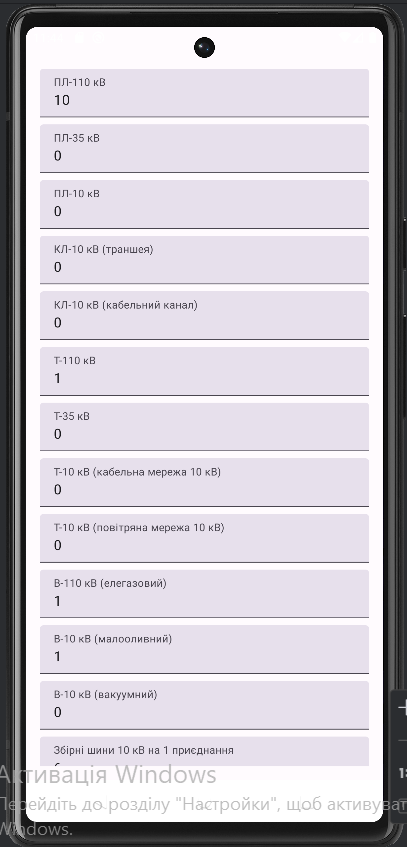 ПЛ-110 кВ
10
ПЛ-35 кВ
0
ПЛ-10 кВ
0
КЛ-10 кВ (траншея)
0
КЛ-10 кВ (кабельний канал)
0
Т-110 кВ
1
Т-35 кВ
0
Т-10 кВ (кабельна мережа 10 кВ)
0
Т-10 кВ (повітряна мережа 10 кВ)
0
В-110 кВ (елегазовий)
1
В-10 кВ (малооливний)
1
В-10 кВ (вакуумний)
0
Збірні шини 10 кВ на 1 приєднання
Активація Windows
Перейдіть до розділу "Настройки", щоб активуват
Windows.